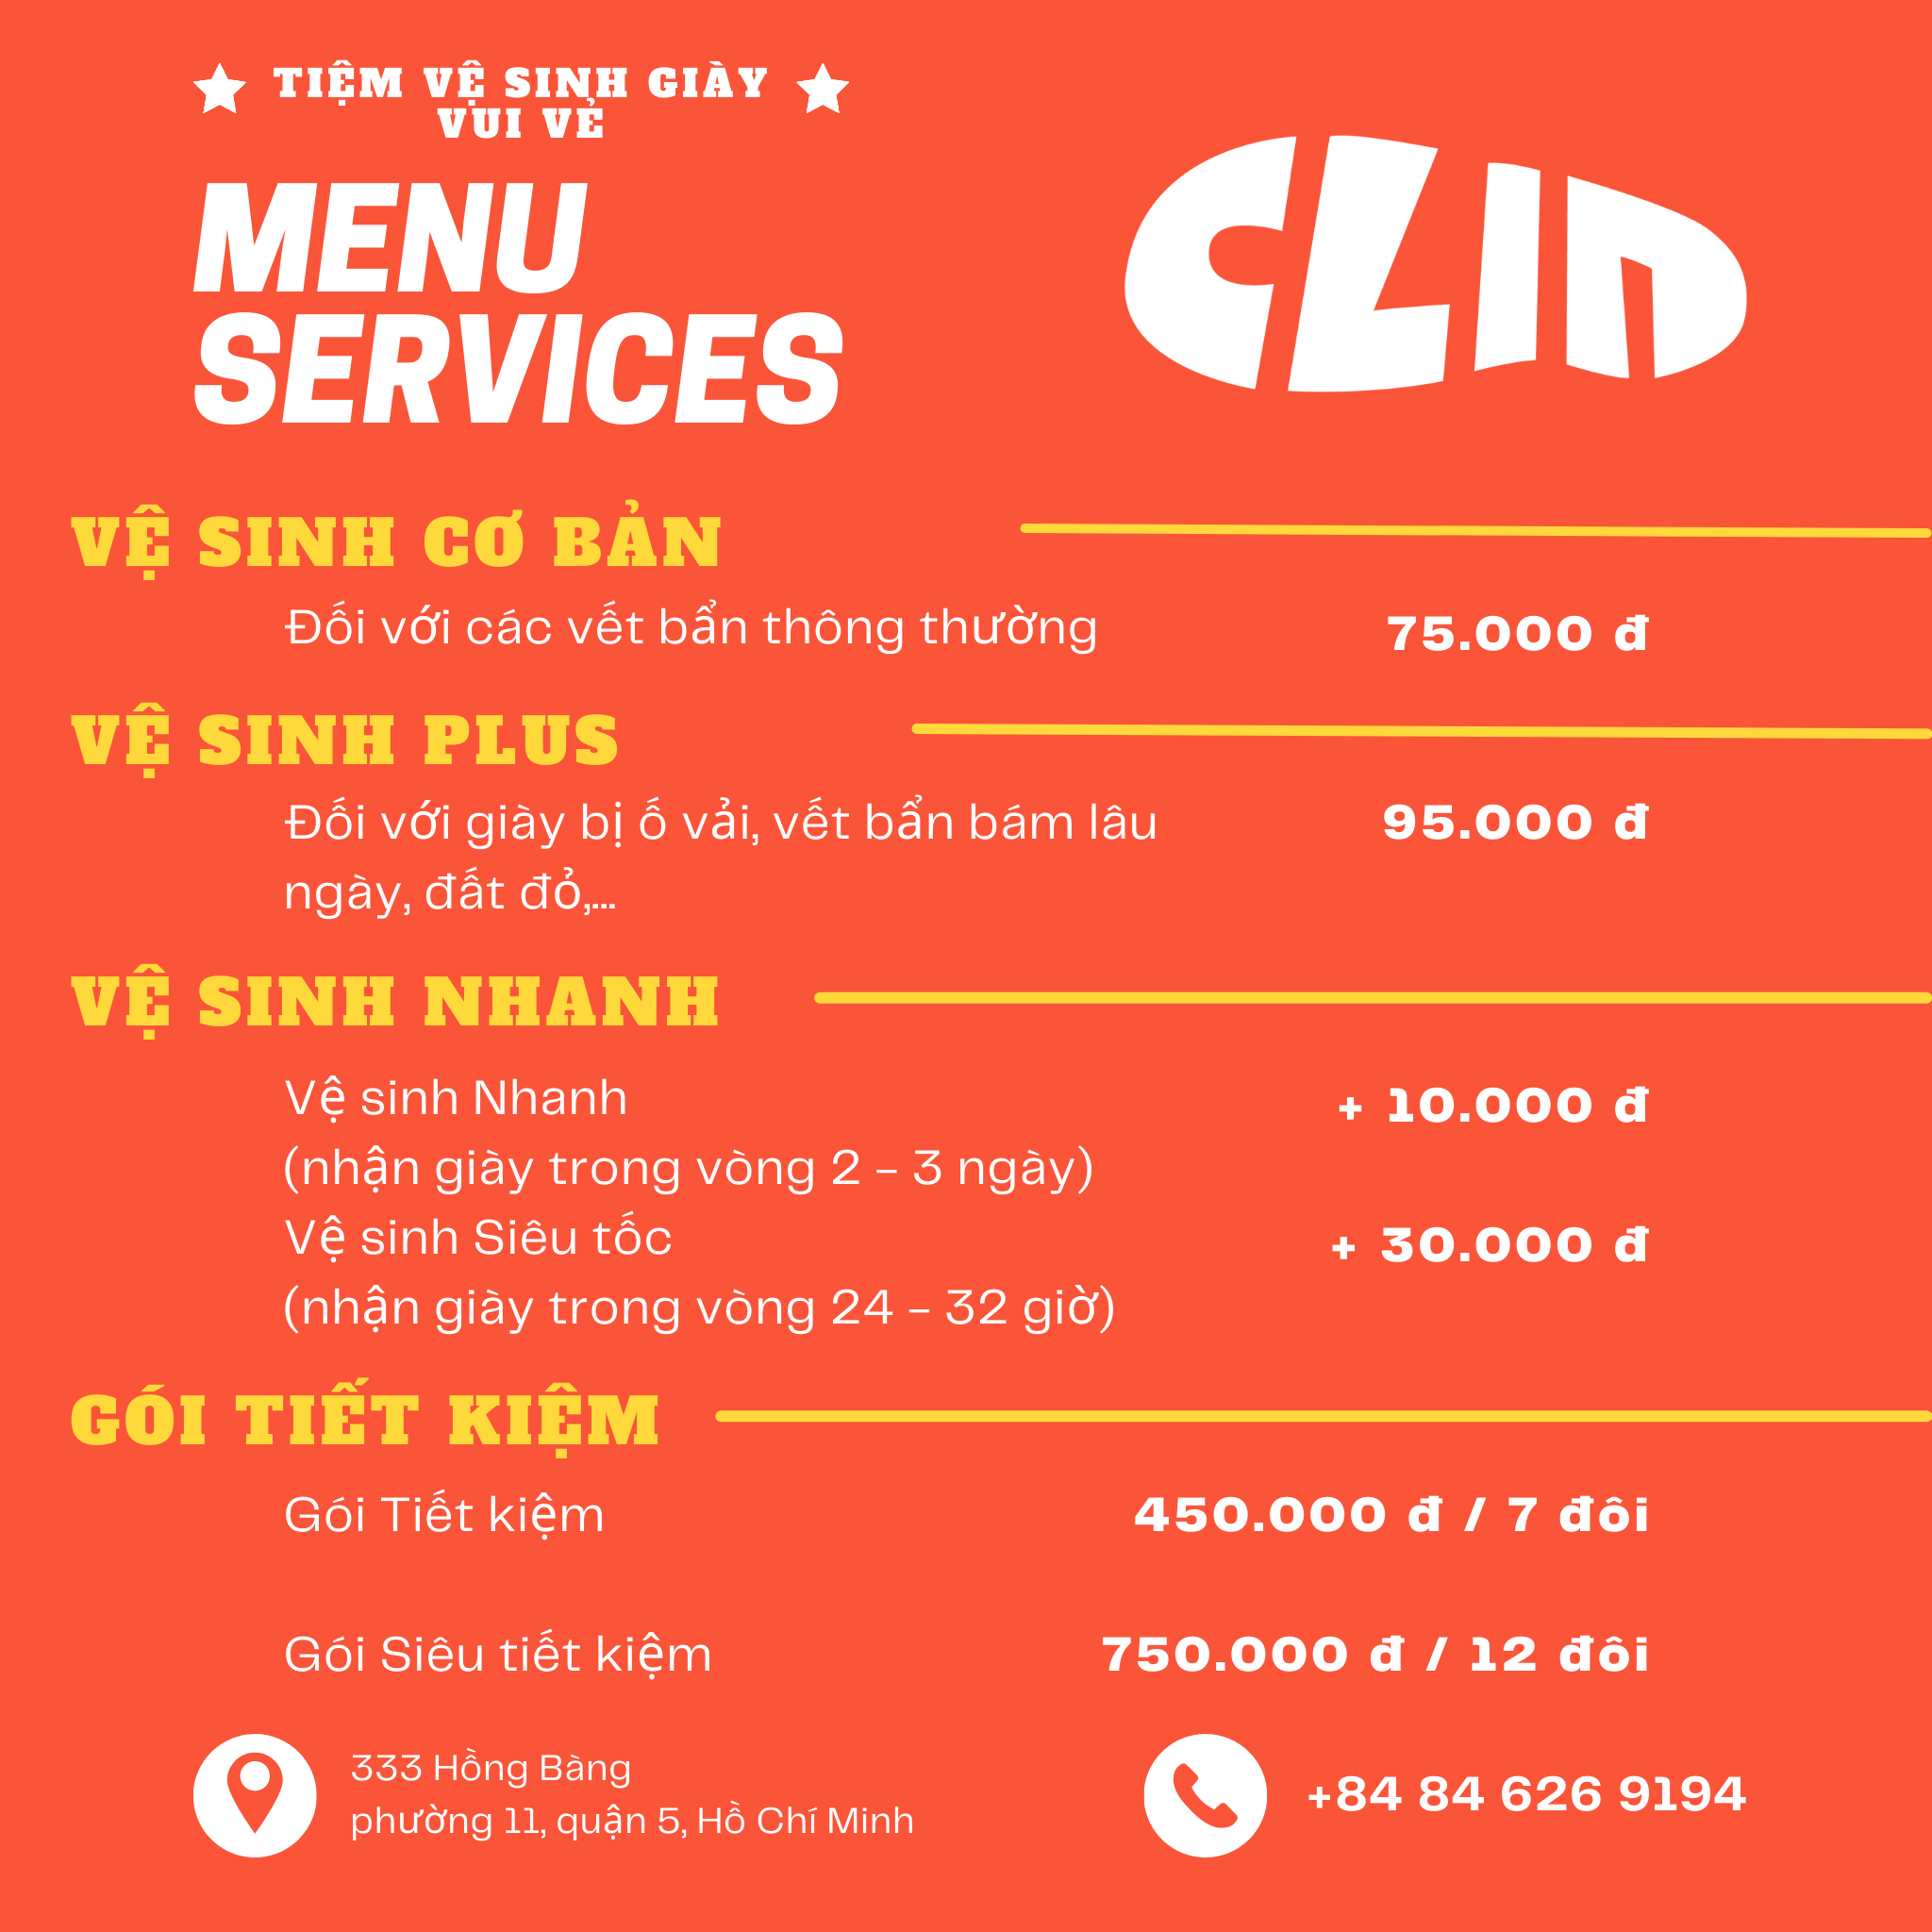 TIỆM VỆ SINH GIÀY
VUI VẺ
MENU
SERVICES
CLIN
VỆ SINH CƠ BẢN
Đối với các vết bẩn thông thường
75.000 đ
VỆ SINH PLUS
Đối với giày bị ố vải, vết bẩn bám lâu
95.000 đ
ngày, đất đỏ,...
VỆ SINH NHANH
Vệ sinh Nhanh
+ 10.000 đ
(nhận giày trong vòng 2 – 3 ngày)
Vệ sinh Siêu tốc
+ 30.000 đ
(nhận giày trong vòng 24 – 32 giờ)
GÓI TIẾT KIỆM
Gói Tiết kiệm
450.000 đ / 7 đôi
Gói Siêu tiết kiệm
750.000 đ / 12 đôi
333 Hồng Bàng
phường 11, quận 5, Hồ Chí Minh
+84 84 626 9194